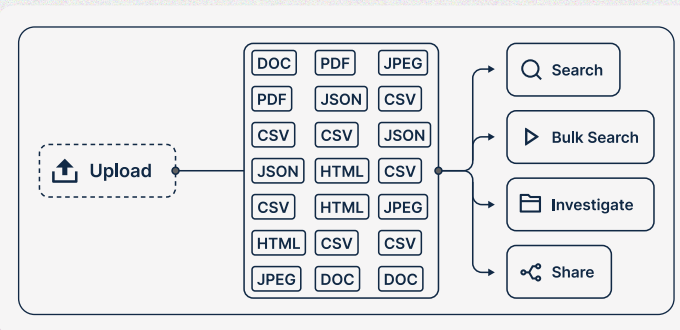 Upload
DOC PDF JPEG
PDF JSON CSV
CSV CSV JSON
JSON HTML CSV
CSV HTML JPEG
HTML CSV CSV
JPEG DOC DOC
Search
Bulk Search
Investigate
Share